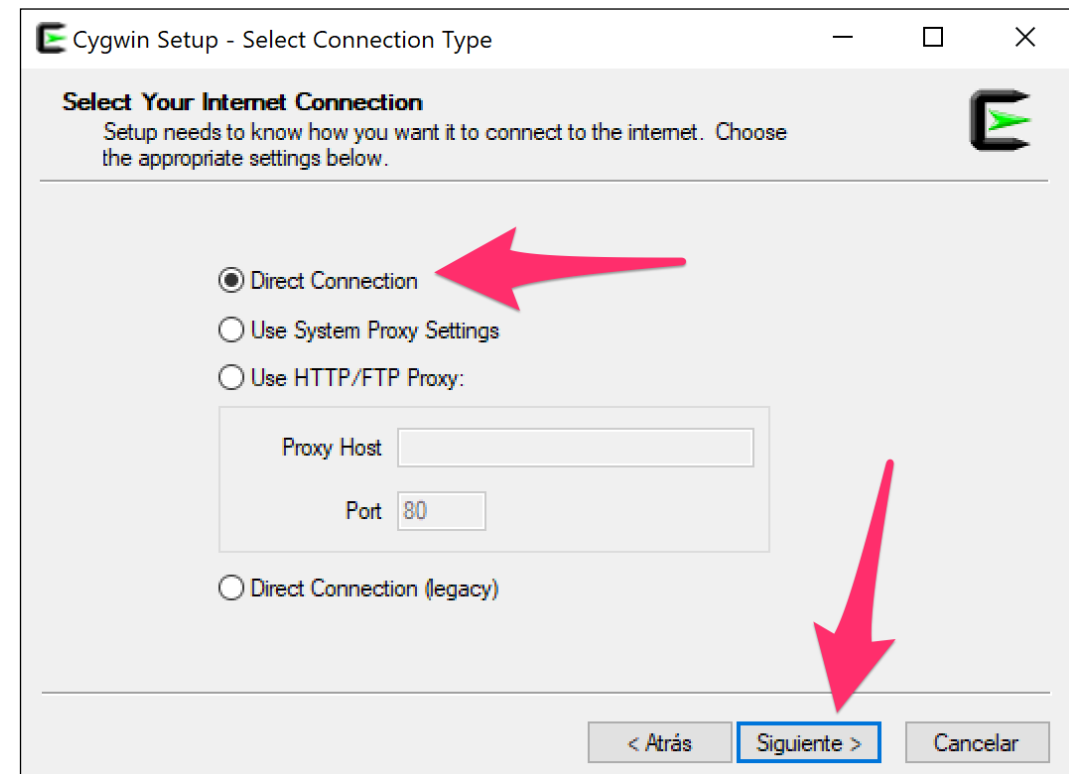 Cygwin Setup - Select Connection Type
Select Your Internet Connection
Setup needs to know how you want it to connect to the internet. Choose
the appropriate settings below.
Direct Connection
Use System Proxy Settings
Use HTTP/FTP Proxy:
Proxy Host
Port 80
Direct Connection (legacy)
< Atrás Siguiente > Cancelar